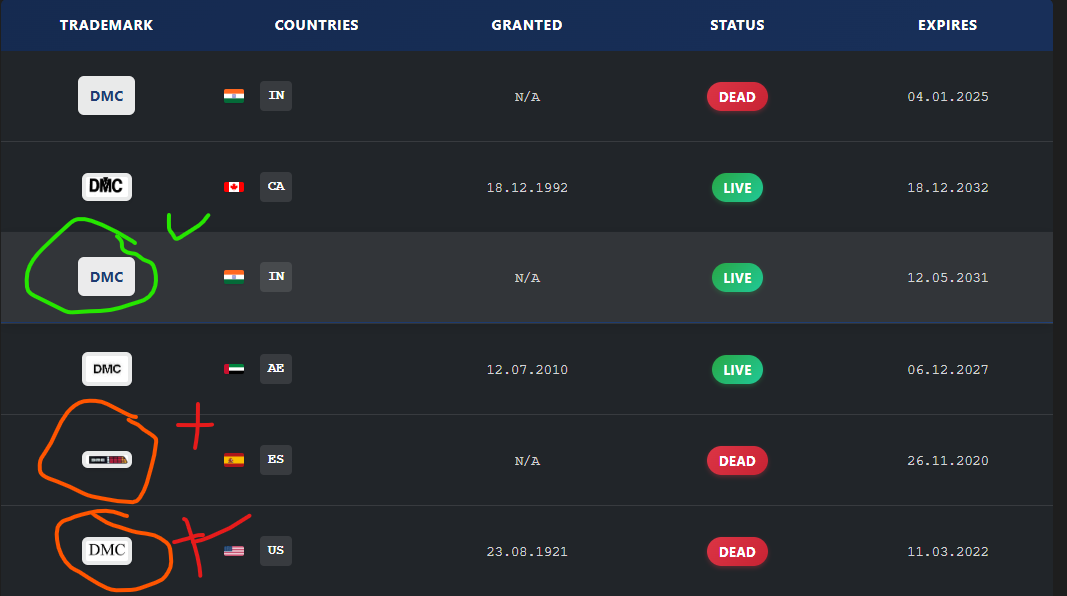 TRADEMARK COUNTRIES GRANTED STATUS EXPIRES
DMC IN N/A DEAD 04.01.2025
DMC CA 18.12.1992 LIVE 18.12.2032
DMC IN N/A LIVE 12.05.2031
DMC AE 12.07.2010 LIVE 06.12.2027
ES N/A DEAD 26.11.2020
DMC US 23.08.1921 DEAD 11.03.2022